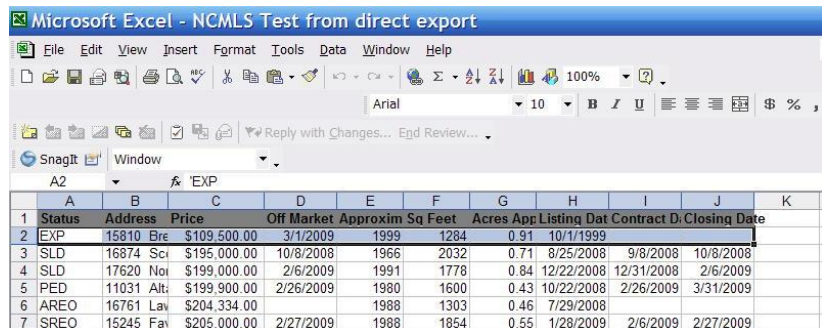 Microsoft Excel - NCMLS Test from direct export
File Edit View Insert Format Tools Data Window Help
100%
Arial 10 B I U $ % ,
Reply with Changes... End Review...
SnagIt Window
A2 fx 'EXP
A B C D E F G H I J K
1 Status Address Price Off Market Approxim Sq Feet Acres App Listing Dat Contract Da Closing Date
2 EXP 15810 Bre $109,500.00 3/1/2009 1999 1284 0.91 10/1/1999
3 SLD 16874 Sco $195,000.00 10/8/2008 1966 2032 0.71 8/25/2008 9/8/2008 10/8/2008
4 SLD 17620 Nor $199,000.00 2/6/2009 1991 1778 0.84 12/22/2008 12/31/2008 2/6/2009
5 PED 11031 Alta $199,900.00 2/26/2009 1980 1600 0.43 10/22/2008 2/26/2009 3/31/2009
6 AREO 16761 Law $204,334.00 1988 1303 0.46 7/29/2008
7 SREO 15245 Fav $205,000.00 2/27/2009 1988 1854 0.55 1/28/2009 2/6/2009 2/27/2009